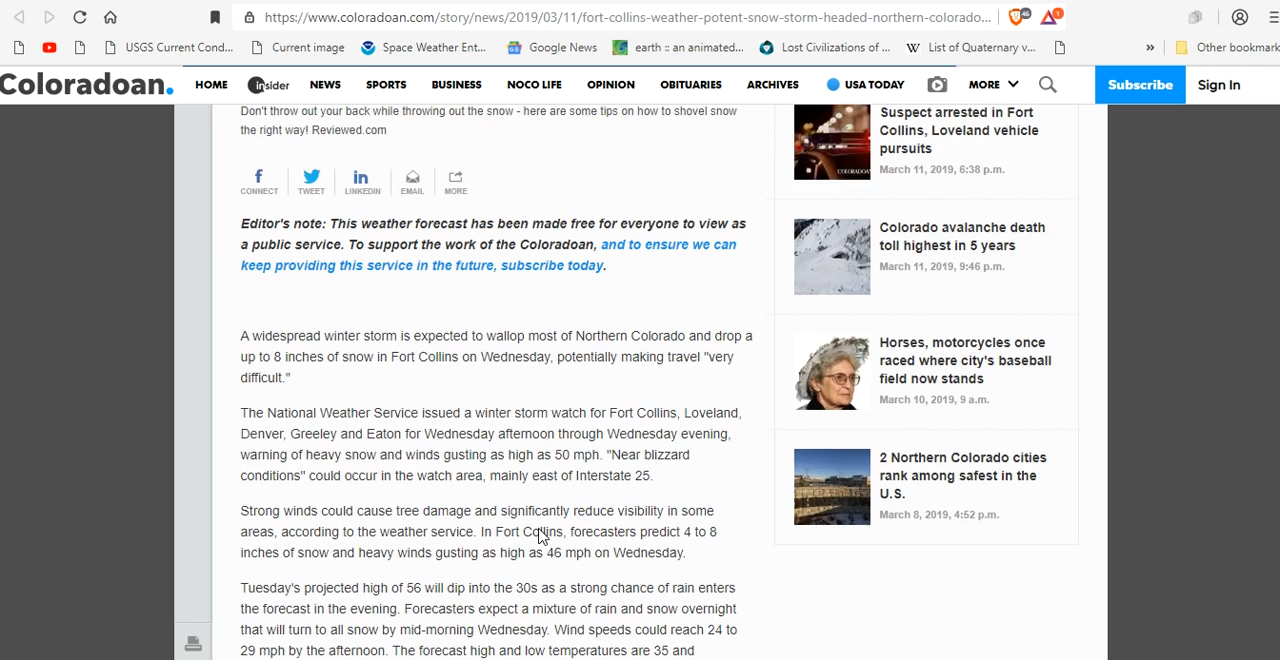 https://www.coloradoan.com/story/news/2019/03/11/fort-collins-weather-potent-snow-storm-headed-northern-colorado...
46
1
USGS Current Cond...
Current image
Space Weather Ent...
Google News
earth :: an animated...
Lost Civilizations of ...
List of Quaternary v...
»
Other bookmark
Coloradoan.
HOME
insider
NEWS
SPORTS
BUSINESS
NOCO LIFE
OPINION
OBITUARIES
ARCHIVES
USA TODAY
MORE
Subscribe
Sign In
Don't throw out your back while throwing out the snow - here are some tips on how to shovel snow
the right way! Reviewed.com
CONNECT
TWEET
LINKEDIN
EMAIL
MORE
Editor's note: This weather forecast has been made free for everyone to view as
a public service. To support the work of the Coloradoan, and to ensure we can
keep providing this service in the future, subscribe today.
A widespread winter storm is expected to wallop most of Northern Colorado and drop a
up to 8 inches of snow in Fort Collins on Wednesday, potentially making travel "very
difficult."
The National Weather Service issued a winter storm watch for Fort Collins, Loveland,
Denver, Greeley and Eaton for Wednesday afternoon through Wednesday evening,
warning of heavy snow and winds gusting as high as 50 mph. "Near blizzard
conditions" could occur in the watch area, mainly east of Interstate 25.
Strong winds could cause tree damage and significantly reduce visibility in some
areas, according to the weather service. In Fort Collins, forecasters predict 4 to 8
inches of snow and heavy winds gusting as high as 46 mph on Wednesday.
Tuesday's projected high of 56 will dip into the 30s as a strong chance of rain enters
the forecast in the evening. Forecasters expect a mixture of rain and snow overnight
that will turn to all snow by mid-morning Wednesday. Wind speeds could reach 24 to
29 mph by the afternoon. The forecast high and low temperatures are 35 and
Suspect arrested in Fort
Collins, Loveland vehicle
pursuits
March 11, 2019, 6:38 p.m.
COLORADOAN
Colorado avalanche death
toll highest in 5 years
March 11, 2019, 9:46 p.m.
Horses, motorcycles once
raced where city's baseball
field now stands
March 10, 2019, 9 a.m.
2 Northern Colorado cities
rank among safest in the
U.S.
March 8, 2019, 4:52 p.m.